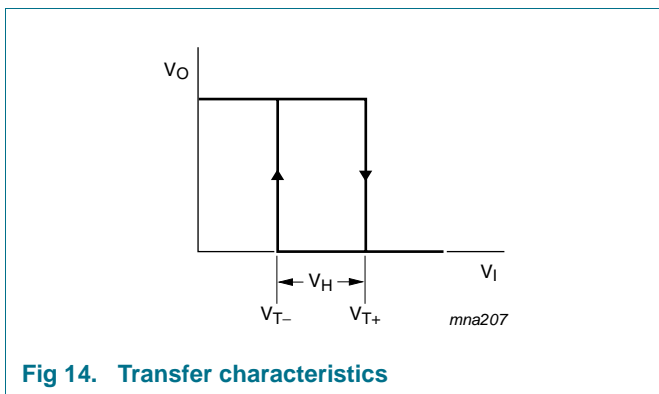 VO
VH
VI
VT− VT+
mna207
Fig 14. Transfer characteristics